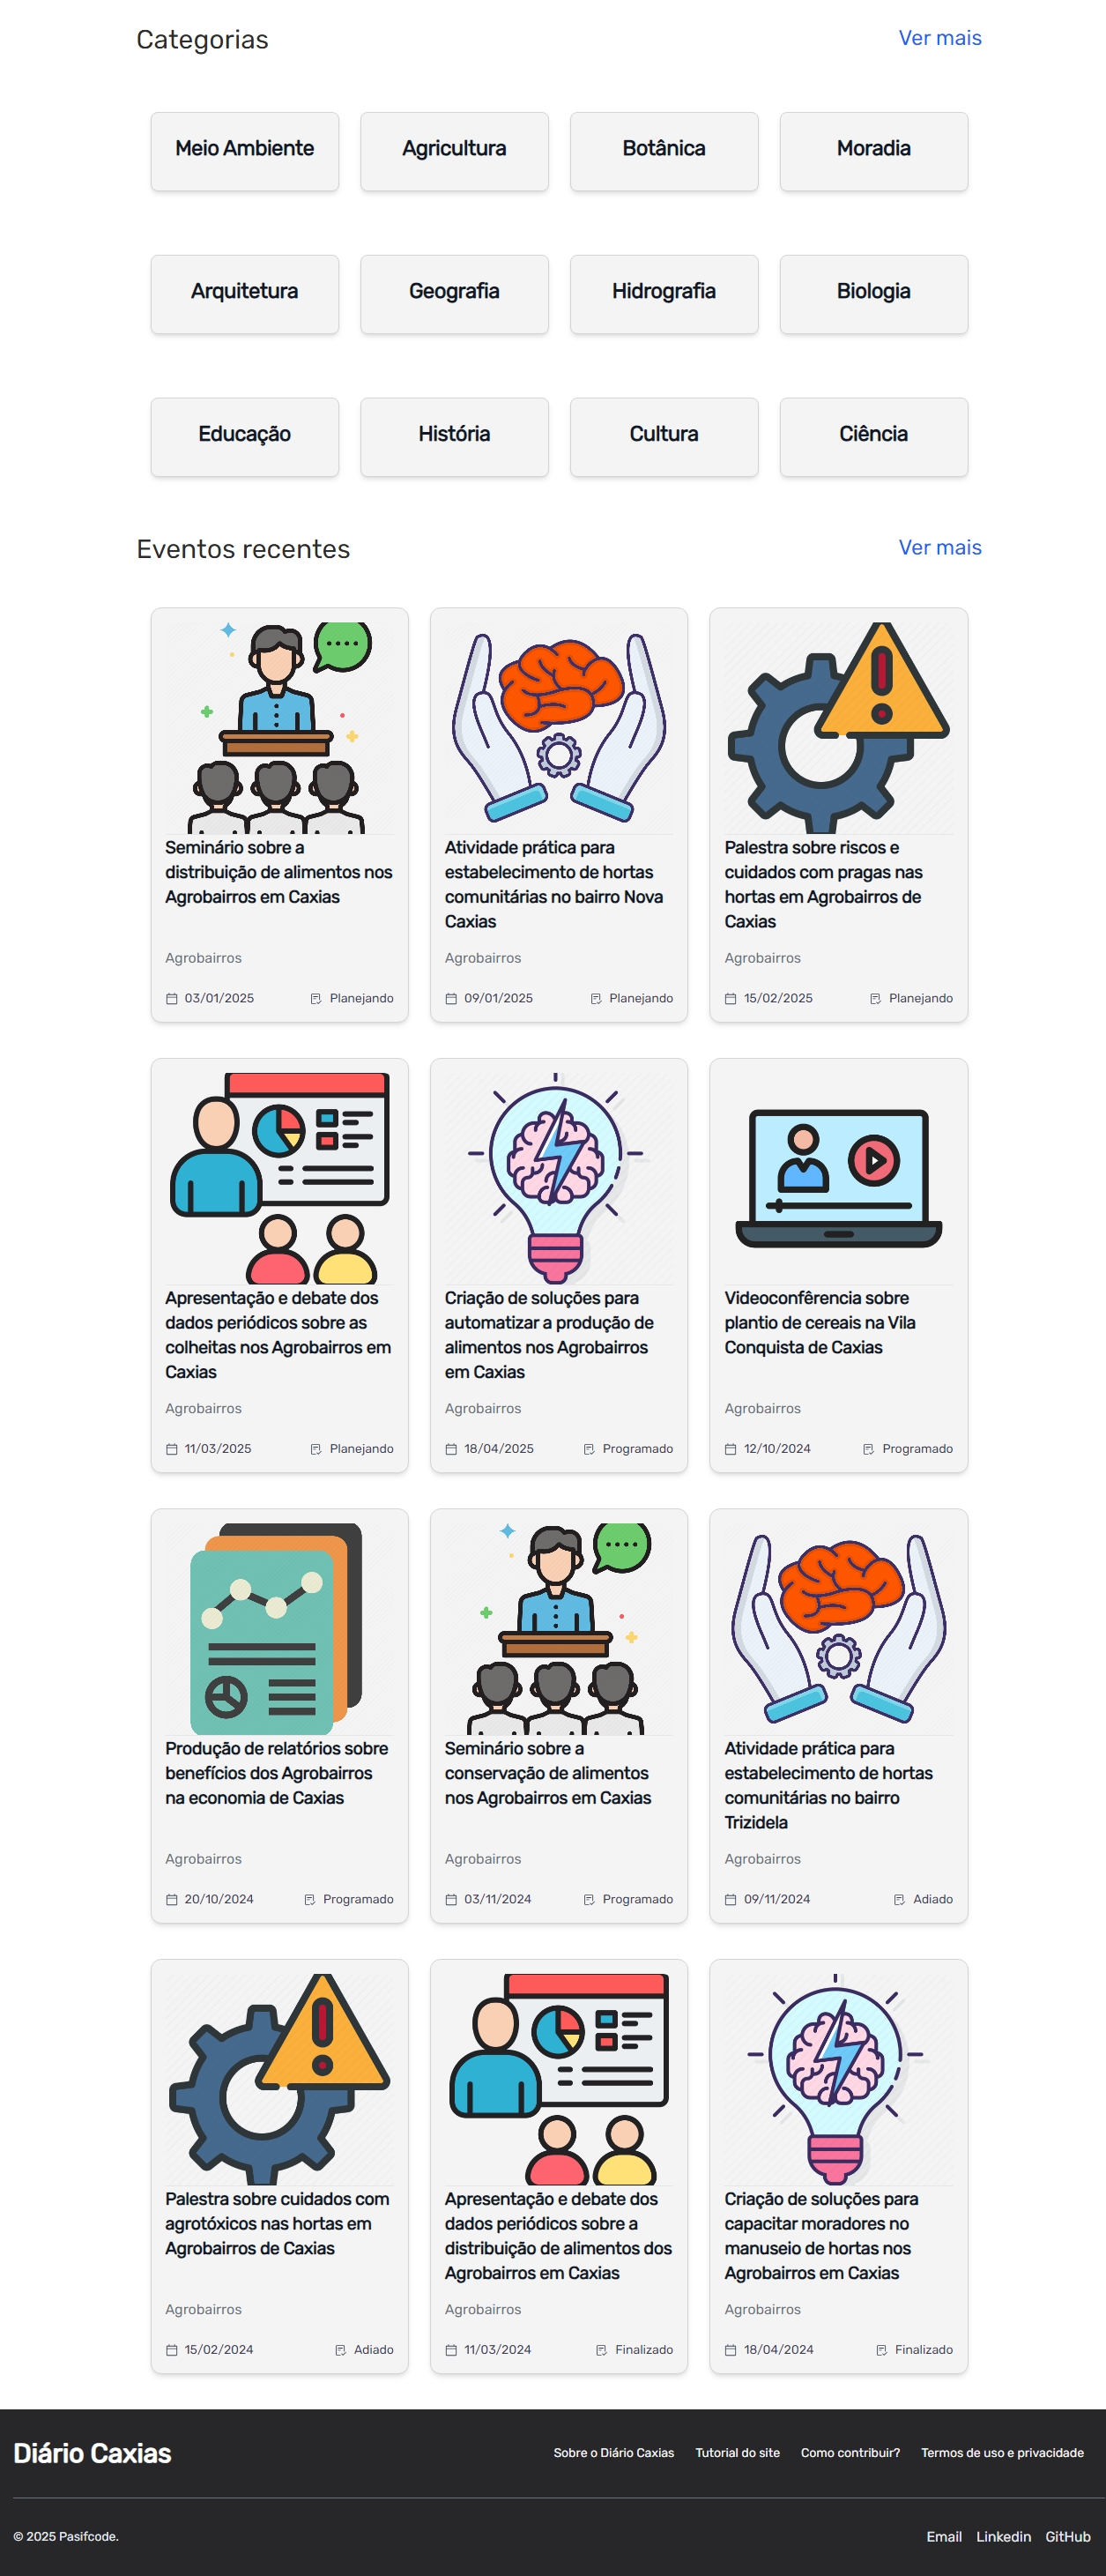 Categorias
Ver mais
Meio Ambiente
Agricultura
Botânica
Moradia
Arquitetura
Geografia
Hidrografia
Biologia
Educação
História
Cultura
Ciência
Eventos recentes
Ver mais
Seminário sobre a
distribuição de alimentos nos
Agrobairros em Caxias
Agrobairros
03/01/2025
Planejando
Atividade prática para
estabelecimento de hortas
comunitárias no bairro Nova
Caxias
Agrobairros
09/01/2025
Planejando
Palestra sobre riscos e
cuidados com pragas nas
hortas em Agrobairros de
Caxias
Agrobairros
15/02/2025
Planejando
Apresentação e debate dos
dados periódicos sobre as
colheitas nos Agrobairros em
Caxias
Agrobairros
11/03/2025
Planejando
Criação de soluções para
automatizar a produção de
alimentos nos Agrobairros
em Caxias
Agrobairros
18/04/2025
Programado
Videoconfêrencia sobre
plantio de cereais na Vila
Conquista de Caxias
Agrobairros
12/10/2024
Programado
Produção de relatórios sobre
benefícios dos Agrobairros
na economia de Caxias
Agrobairros
20/10/2024
Programado
Seminário sobre a
conservação de alimentos
nos Agrobairros em Caxias
Agrobairros
03/11/2024
Programado
Atividade prática para
estabelecimento de hortas
comunitárias no bairro
Trizidela
Agrobairros
09/11/2024
Adiado
Palestra sobre cuidados com
agrotóxicos nas hortas em
Agrobairros de Caxias
Agrobairros
15/02/2024
Adiado
Apresentação e debate dos
dados periódicos sobre a
distribuição de alimentos dos
Agrobairros em Caxias
Agrobairros
11/03/2024
Finalizado
Criação de soluções para
capacitar moradores no
manuseio de hortas nos
Agrobairros em Caxias
Agrobairros
18/04/2024
Finalizado
Diário Caxias
Sobre o Diário Caxias
Tutorial do site
Como contribuir?
Termos de uso e privacidade
© 2025 Pasifcode.
Email
Linkedin
GitHub